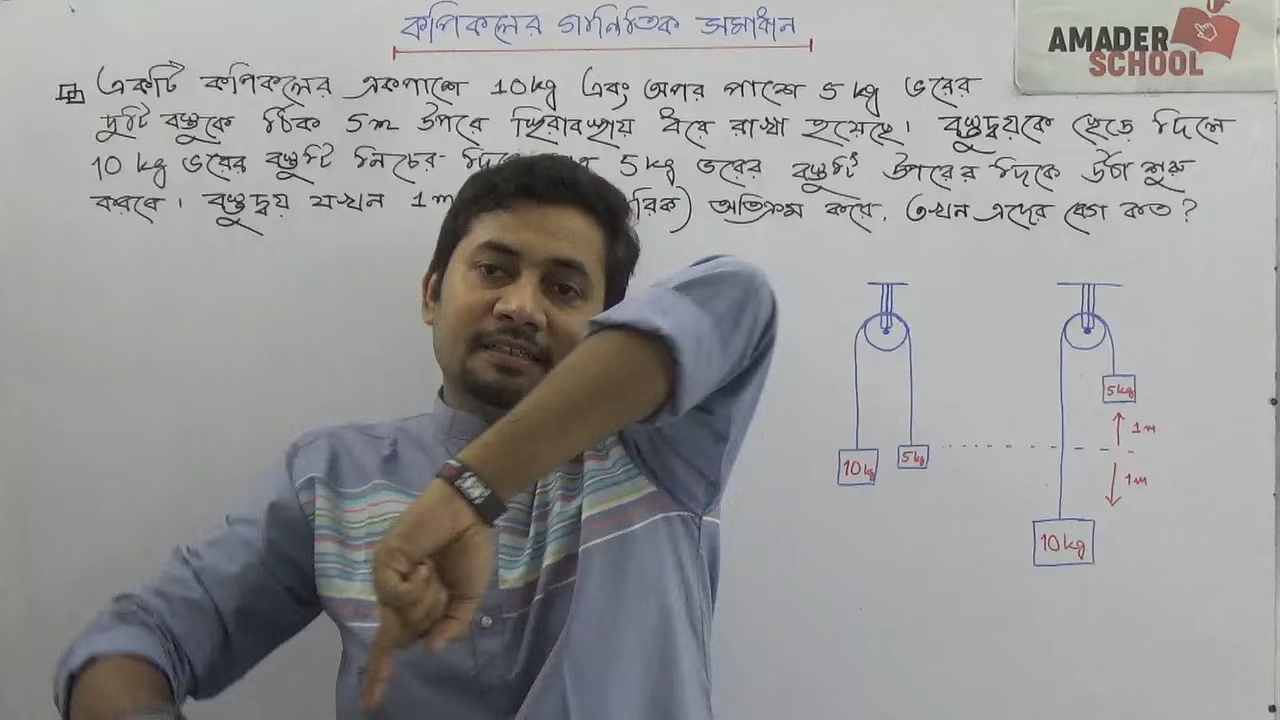 কপিকলের গানিতিক সমাধান
AMADER
SCHOOL
একটি কপিকলের একপাশে 10kg এবং অপর পাশে 5 kg ভরের
দুটি বস্তুকে ঠিক 5m উপরে স্থিরাবস্থায় ধরে রাখা হয়েছে। বস্তুদ্বয়কে ছেড়ে দিলে
10 kg ভরের বস্তুটি নিচের 5kg ভরের বস্তুটি উপরের দিকে উঠা শুরু
করবে। বস্তুদ্বয় যখন 1m অতিক্রম করে, তখন এদের বেগ কত?
10kg
5kg
5kg
1m
1m
10kg